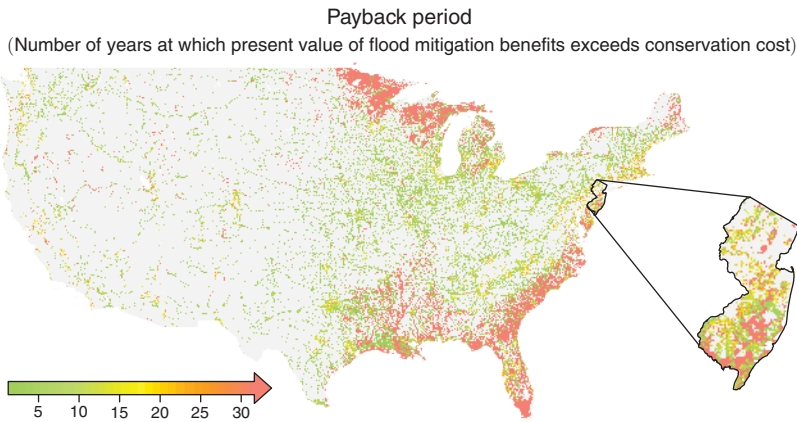 Payback period
(Number of years at which present value of flood mitigation benefits exceeds conservation cost)
5 10 15 20 25 30